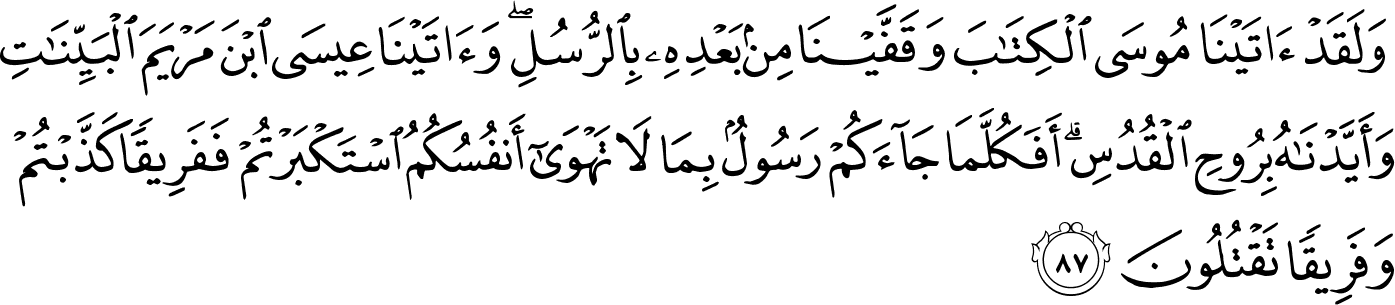 وَلَقَدْ ءَاتَيْنَا مُوسَى ٱلْكِتَٰبَ وَقَفَّيْنَا مِنۢ بَعْدِهِۦ بِٱلرُّسُلِ ۖ وَءَاتَيْنَا عِيسَى ٱبْنَ مَرْيَمَ ٱلْبَيِّنَٰتِ
وَأَيَّدْنَٰهُ بِرُوحِ ٱلْقُدُسِ ۗ أَفَكُلَّمَا جَآءَكُمْ رَسُولٌۢ بِمَا لَا تَهْوَىٰٓ أَنفُسُكُمُ ٱسْتَكْبَرْتُمْ فَفَرِيقًا كَذَّبْتُمْ
وَفَرِيقًا تَقْتُلُونَ ٨٧